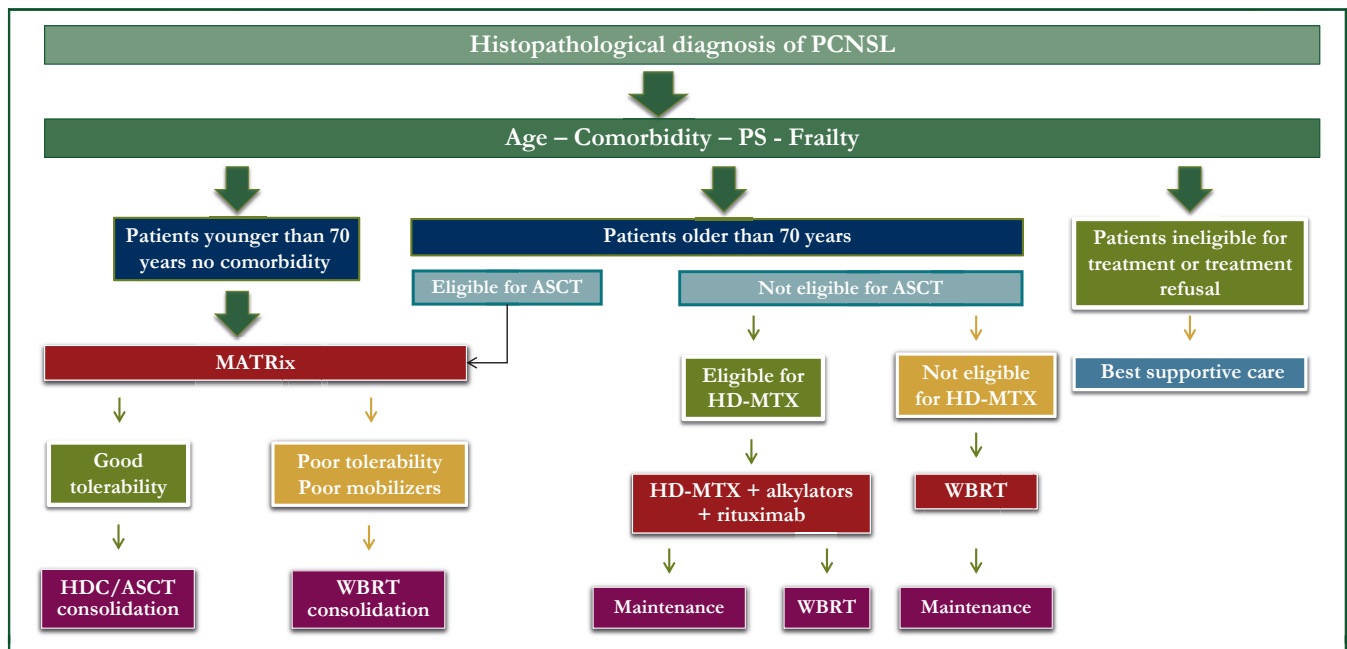 Histopathological diagnosis of PCNSL
Age – Comorbidity – PS - Frailty
Patients younger than 70
years no comorbidity
Patients older than 70 years
Patients ineligible for
treatment or treatment
refusal
Eligible for ASCT
Not eligible for ASCT
MATRix
Eligible for
HD-MTX
Not eligible
for HD-MTX
Best supportive care
Good
tolerability
Poor tolerability
Poor mobilizers
HD-MTX + alkylators
+ rituximab
WBRT
HDC/ASCT
consolidation
WBRT
consolidation
Maintenance
WBRT
Maintenance